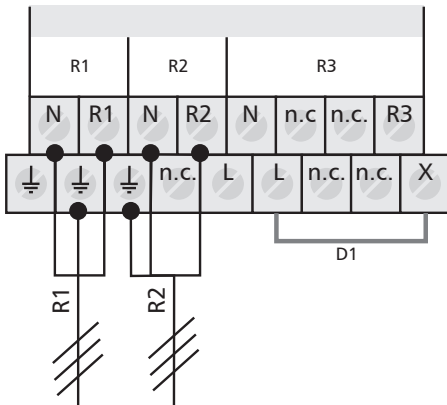 R1 R2 R3
N R1 N R2 N n.c n.c. R3
n.c. L L n.c. n.c. X
D1
R1 R2